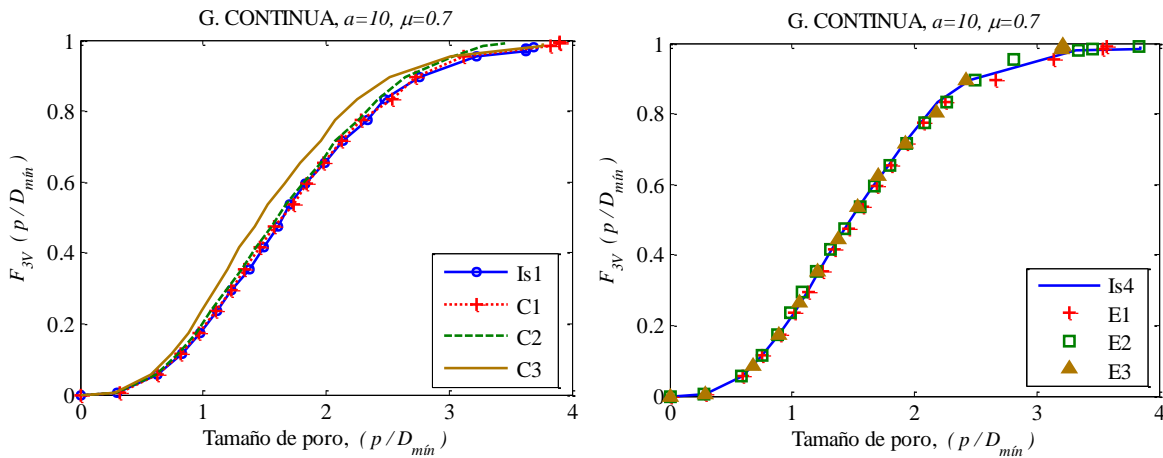 G. CONTINUA, a=10, μ=0.7
1
0.8
0.6
0.4
0.2
0
0 1 2 3 4
F3V ( p / Dmín )
Tamaño de poro, ( p / Dmín )
Is1
C1
C2
C3
G. CONTINUA, a=10, μ=0.7
1
0.8
0.6
0.4
0.2
0
0 1 2 3 4
F3V ( p / Dmín )
Tamaño de poro, ( p / Dmín )
Is4
E1
E2
E3